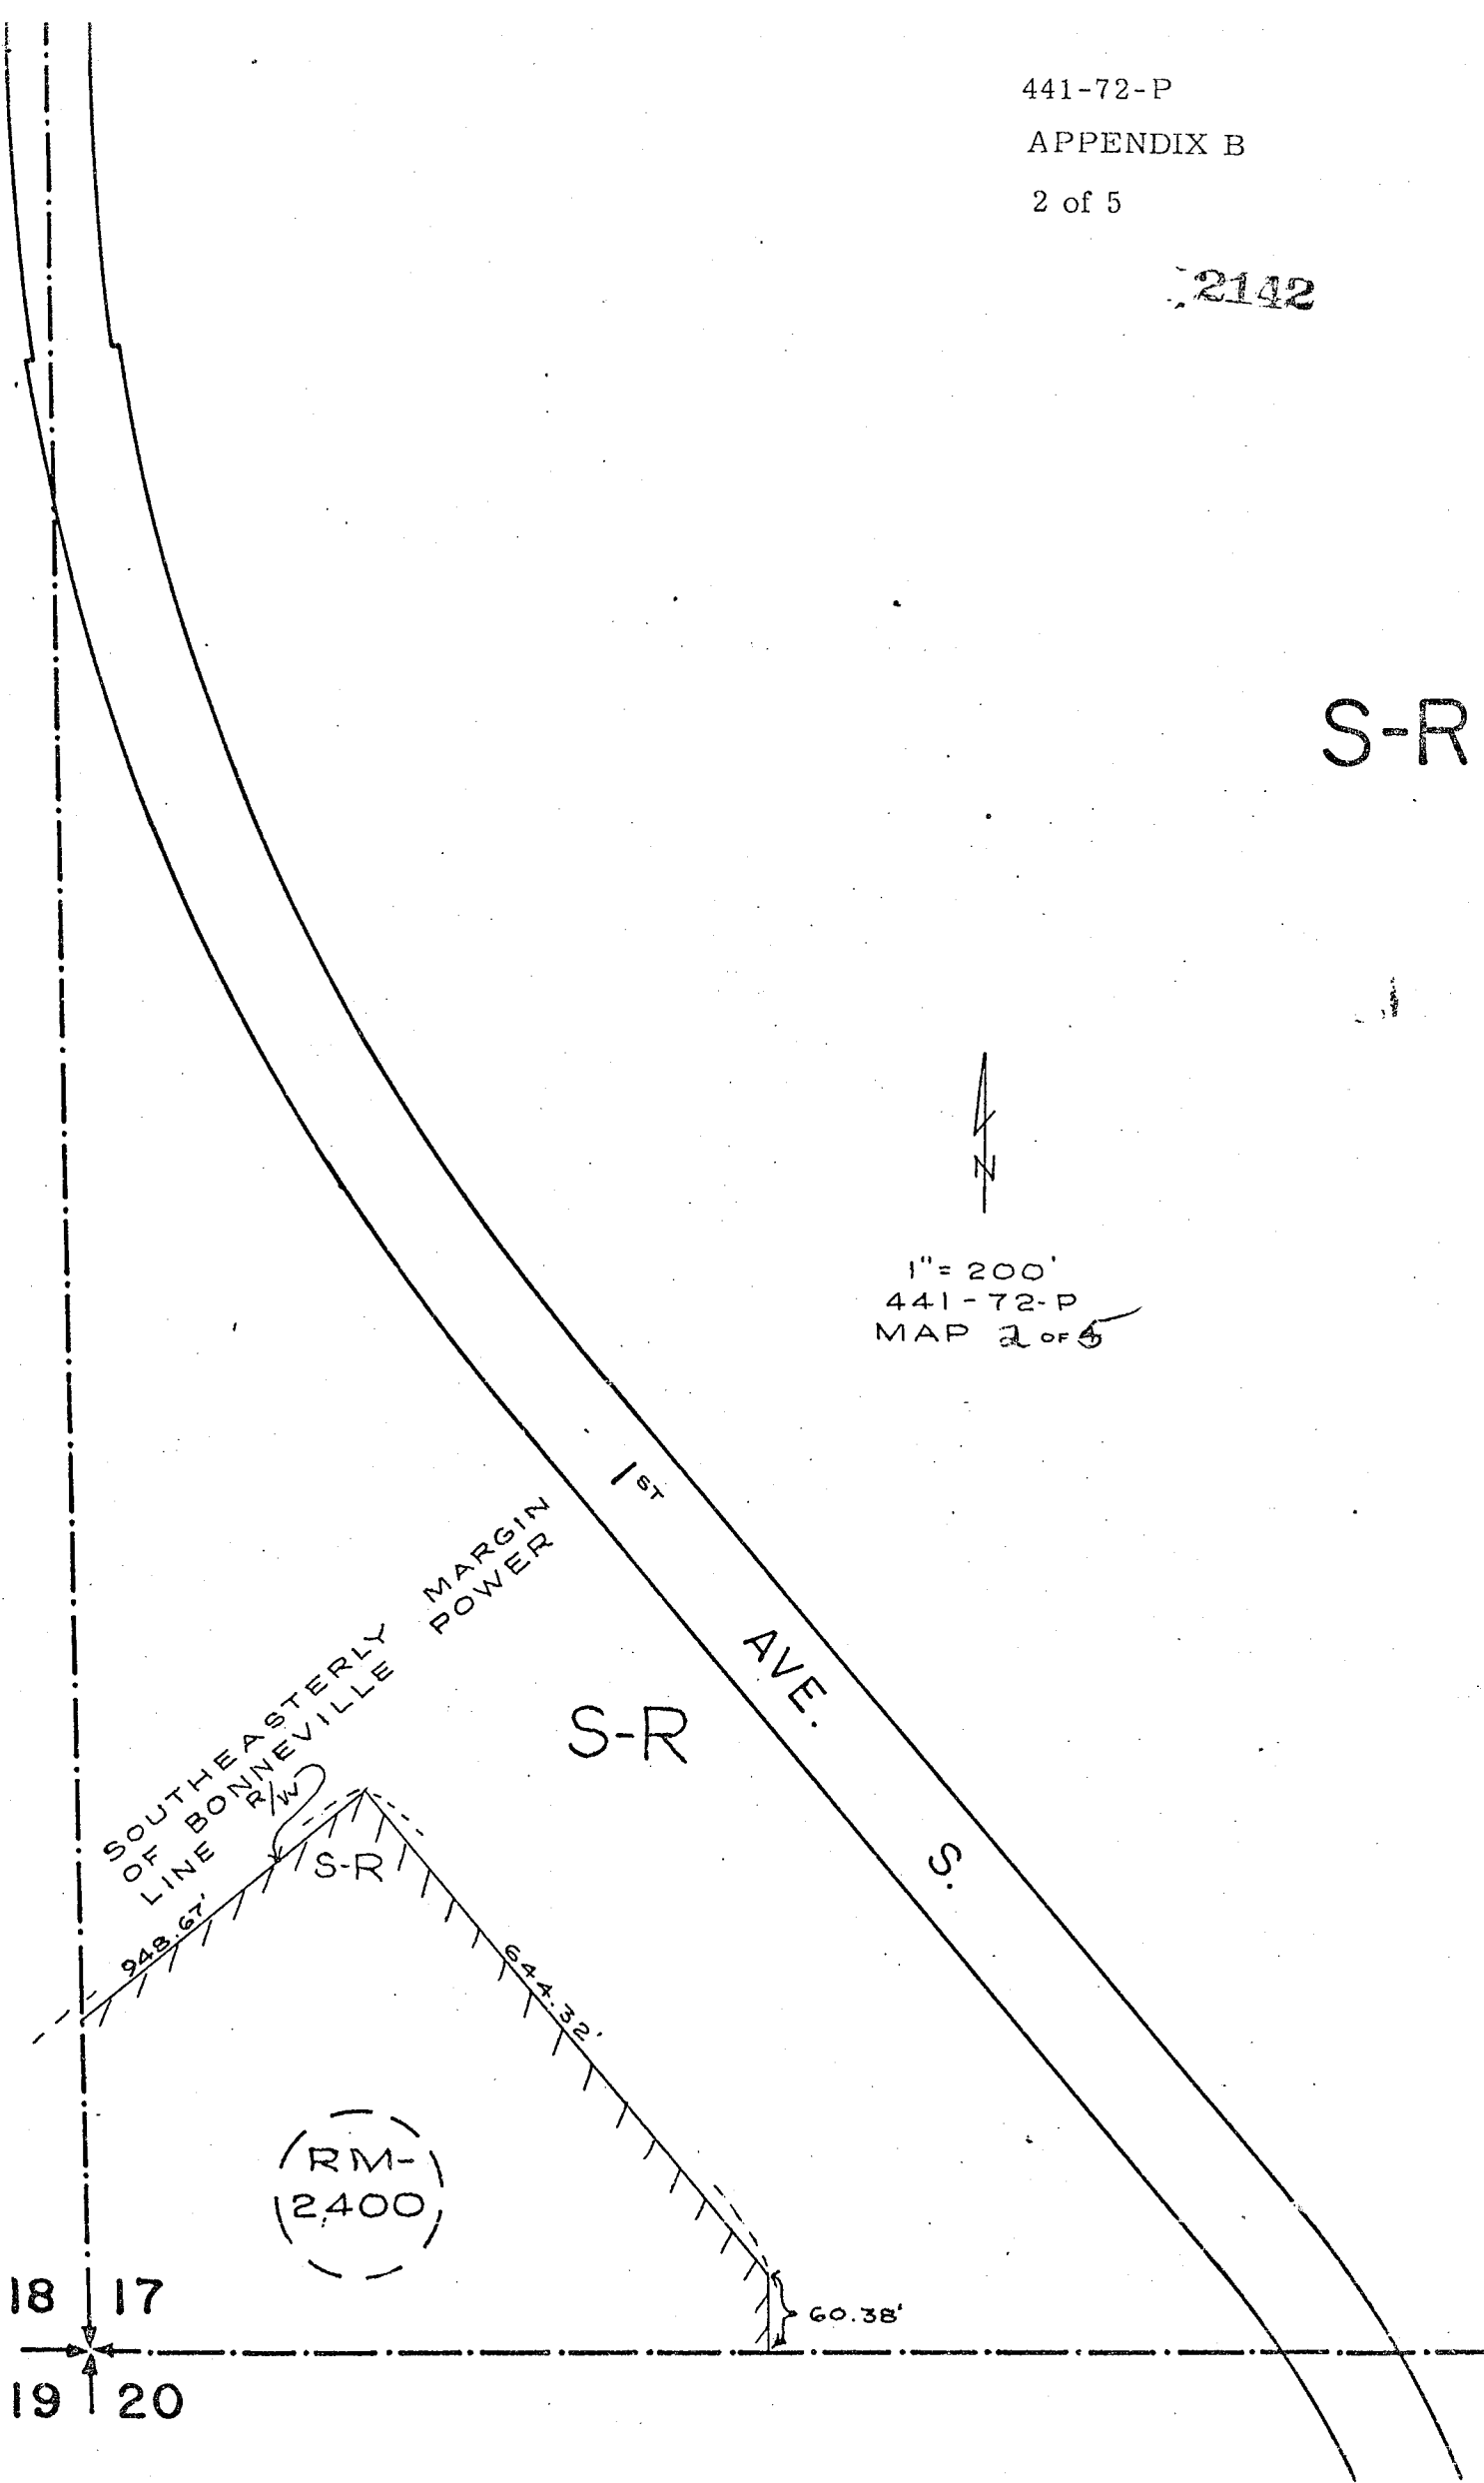 441-72-P
APPENDIX B
2 of 5
2142
S-R
N
1"= 200'
441-72-P
MAP 2 OF 5
1ST AVE. S.
SOUTHEASTERLY MARGIN
OF BONNEVILLE POWER
LINE R/W
S-R
S-R
948.67'
644.32'
RM-
2,400
60.38'
18 17
19 20